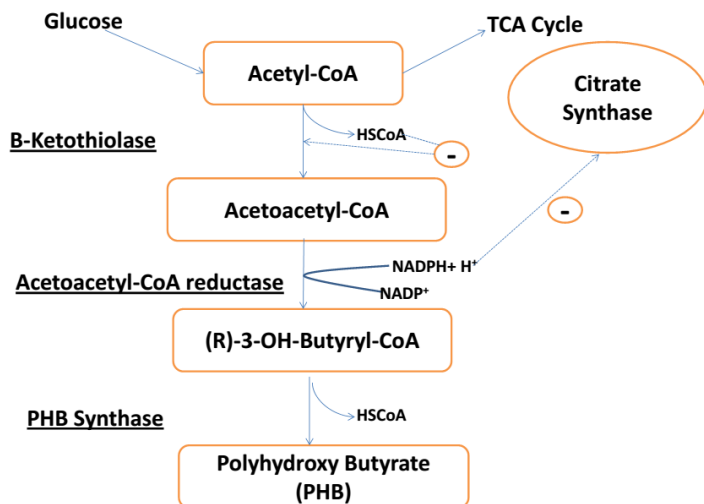 Glucose
TCA Cycle
Acetyl-CoA
Citrate
Synthase
HSCoA
B-Ketothiolase
-
Acetoacetyl-CoA
-
NADPH+ H⁺
Acetoacetyl-CoA reductase
NADP⁺
(R)-3-OH-Butyryl-CoA
PHB Synthase
HSCoA
Polyhydroxy Butyrate
(PHB)